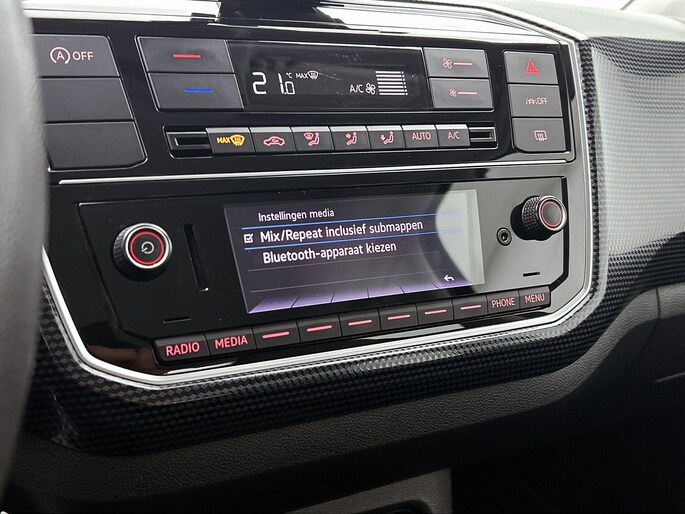 A OFF
21.0 °C MAX
A/C
OFF
MAX
AUTO
A/C
Instellingen media
Mix/Repeat inclusief submappen
Bluetooth-apparaat kiezen
RADIO
MEDIA
PHONE
MENU